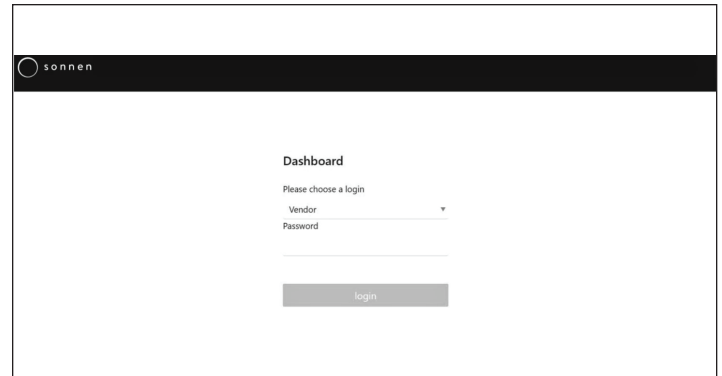 sonnen
Dashboard
Please choose a login
Vendor
Password
login